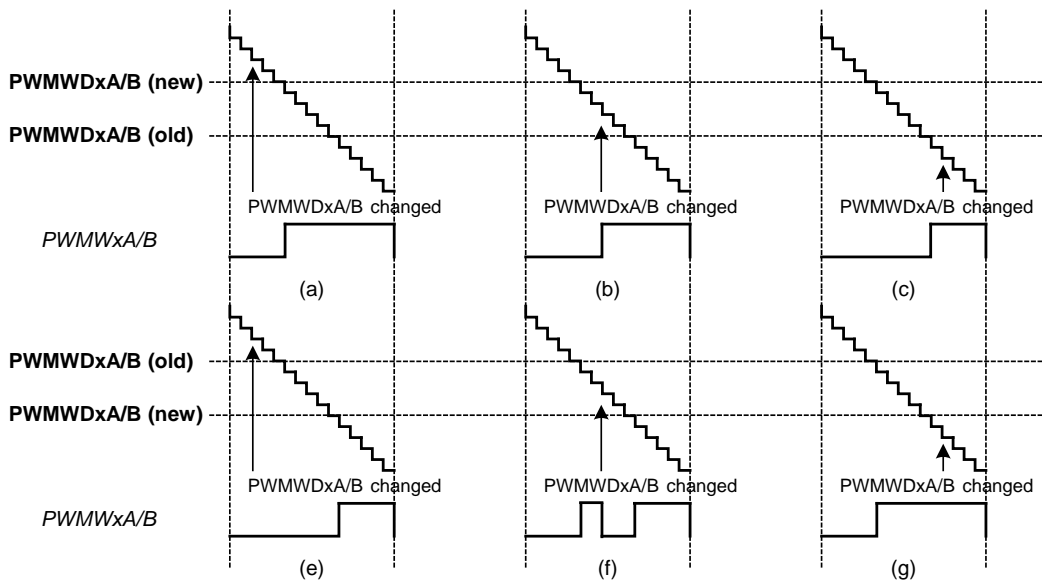 PWMWDxA/B (new)
PWMWDxA/B (old)
PWMWDxA/B changed PWMWDxA/B changed PWMWDxA/B changed
PWMWxA/B
(a) (b) (c)
PWMWDxA/B (old)
PWMWDxA/B (new)
PWMWDxA/B changed PWMWDxA/B changed PWMWDxA/B changed
PWMWxA/B
(e) (f) (g)